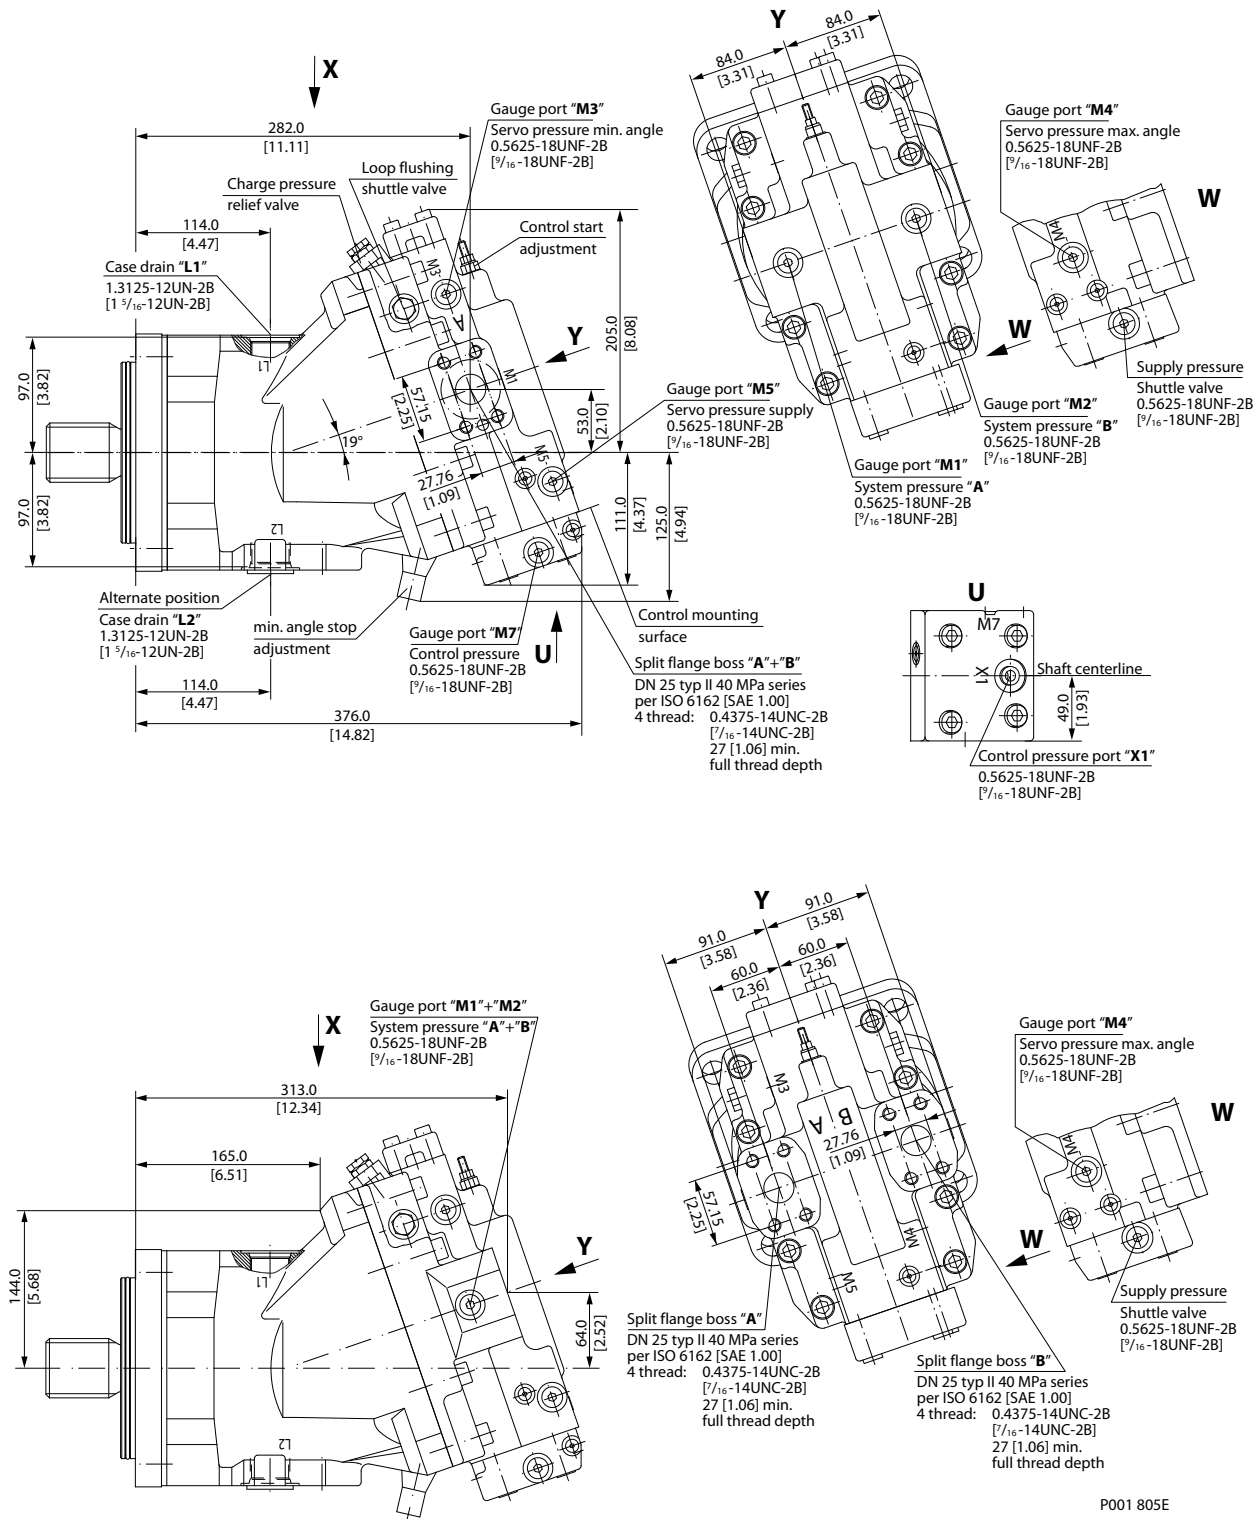 X
Y
84.0
[3.31]
84.0
[3.31]
282.0
[11.11]
Gauge port “M3”
Servo pressure min. angle
0.5625-18UNF-2B
[9/16-18UNF-2B]
Gauge port “M4”
Servo pressure max. angle
0.5625-18UNF-2B
[9/16-18UNF-2B]
W
Loop flushing
shuttle valve
Charge pressure
relief valve
Control start
adjustment
114.0
[4.47]
Case drain “L1”
1.3125-12UN-2B
[1 5/16-12UN-2B]
M3
A
M4
L1
Y
205.0
[8.08]
W
97.0
[3.82]
57.15
[2.25]
M1
53.0
[2.10]
Gauge port “M5”
Servo pressure supply
0.5625-18UNF-2B
[9/16-18UNF-2B]
Supply pressure
Shuttle valve
0.5625-18UNF-2B
[9/16-18UNF-2B]
Gauge port “M2”
System pressure “B”
0.5625-18UNF-2B
[9/16-18UNF-2B]
19°
M5
27.76
[1.09]
Gauge port “M1”
System pressure “A”
0.5625-18UNF-2B
[9/16-18UNF-2B]
97.0
[3.82]
111.0
[4.37]
125.0
[4.94]
L2
Alternate position
Case drain “L2”
1.3125-12UN-2B
[1 5/16-12UN-2B]
min. angle stop
adjustment
Gauge port “M7”
Control pressure
0.5625-18UNF-2B
[9/16-18UNF-2B]
U
Control mounting
surface
Split flange boss “A”+”B”
DN 25 typ II 40 MPa series
per ISO 6162 [SAE 1.00]
4 thread: 0.4375-14UNC-2B
[7/16-14UNC-2B]
27 [1.06] min.
full thread depth
U
M7
X1
Shaft centerline
49.0
[1.93]
Control pressure port “X1”
0.5625-18UNF-2B
[9/16-18UNF-2B]
114.0
[4.47]
376.0
[14.82]
Y
91.0
[3.58]
91.0
[3.58]
60.0
[2.36]
60.0
[2.36]
Gauge port “M1”+”M2”
System pressure “A”+”B”
0.5625-18UNF-2B
[9/16-18UNF-2B]
X
Gauge port “M4”
Servo pressure max. angle
0.5625-18UNF-2B
[9/16-18UNF-2B]
W
313.0
[12.34]
165.0
[6.51]
M3
B A
27.76
[1.09]
57.15
[2.25]
M4
M4
M5
W
Y
L1
144.0
[5.68]
64.0
[2.52]
L2
Supply pressure
Shuttle valve
0.5625-18UNF-2B
[9/16-18UNF-2B]
Split flange boss “A”
DN 25 typ II 40 MPa series
per ISO 6162 [SAE 1.00]
4 thread: 0.4375-14UNC-2B
[7/16-14UNC-2B]
27 [1.06] min.
full thread depth
Split flange boss “B”
DN 25 typ II 40 MPa series
per ISO 6162 [SAE 1.00]
4 thread: 0.4375-14UNC-2B
[7/16-14UNC-2B]
27 [1.06] min.
full thread depth
P001 805E